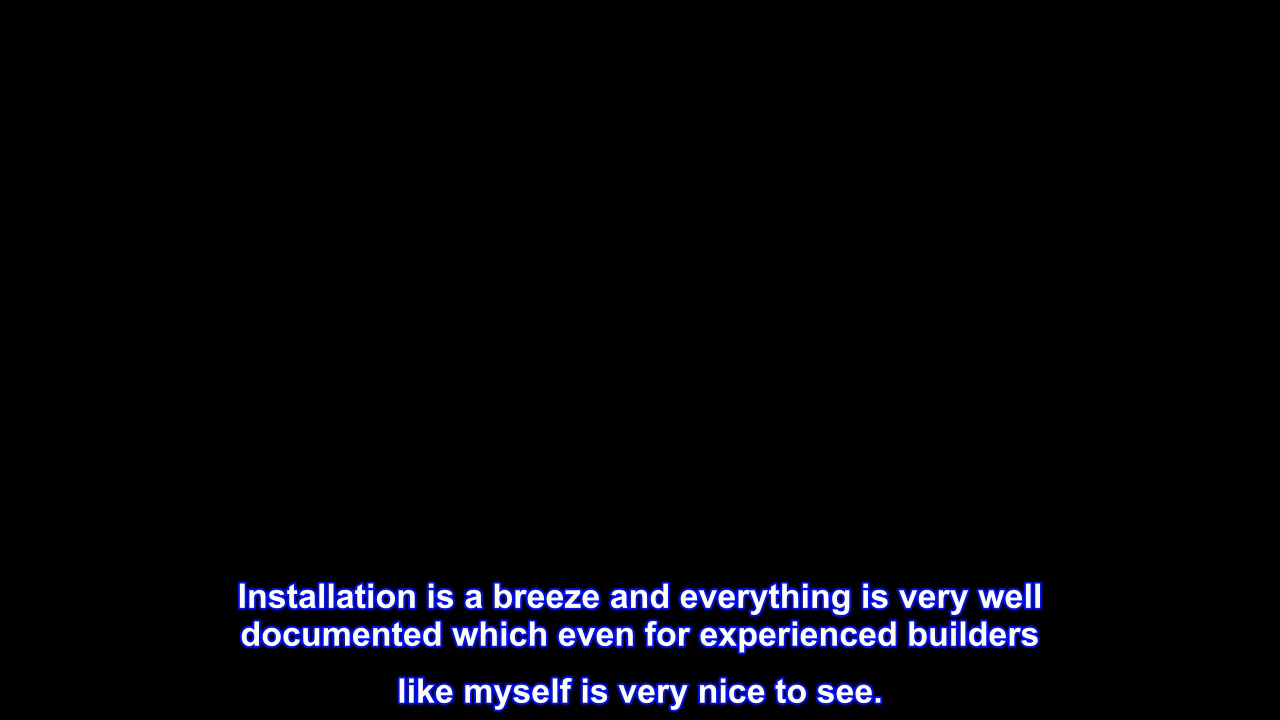 Installation is a breeze and everything is very well
documented which even for experienced builders
like myself is very nice to see.